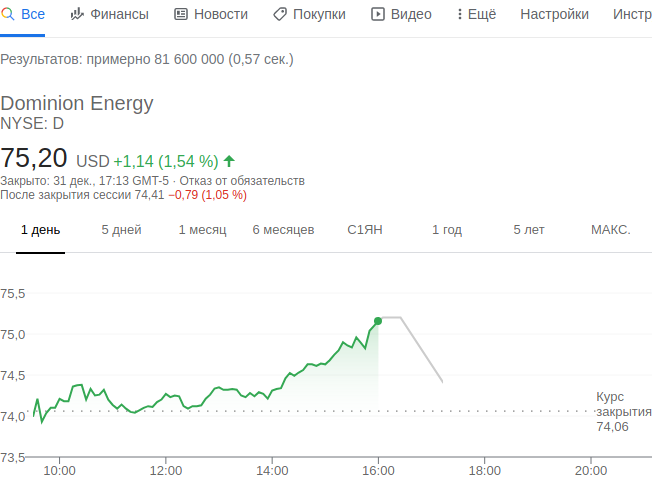 Все Финансы Новости Покупки Видео Ещё Настройки Инстр
Результатов: примерно 81 600 000 (0,57 сек.)
Dominion Energy
NYSE: D
75,20 USD +1,14 (1,54 %)
Закрыто: 31 дек., 17:13 GMT-5 · Отказ от обязательств
После закрытия сессии 74,41 −0,79 (1,05 %)
1 день 5 дней 1 месяц 6 месяцев С1ЯН 1 год 5 лет МАКС.
75,5
75,0
74,5
74,0
Курс
закрытия
74,06
73,5
10:00 12:00 14:00 16:00 18:00 20:00